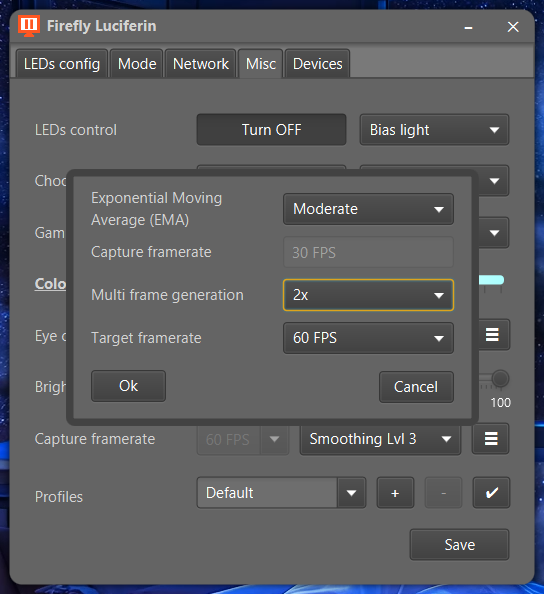 Firefly Luciferin
LEDs config Mode Network Misc Devices
LEDs control Turn OFF Bias light
Choo
Exponential Moving
Average (EMA)
Moderate
Gam
Capture framerate 30 FPS
Colo
Multi frame generation 2x
Eye c
Target framerate 60 FPS
Brigh
Ok Cancel
100
Capture framerate 60 FPS Smoothing Lvl 3
Profiles Default + -
Save